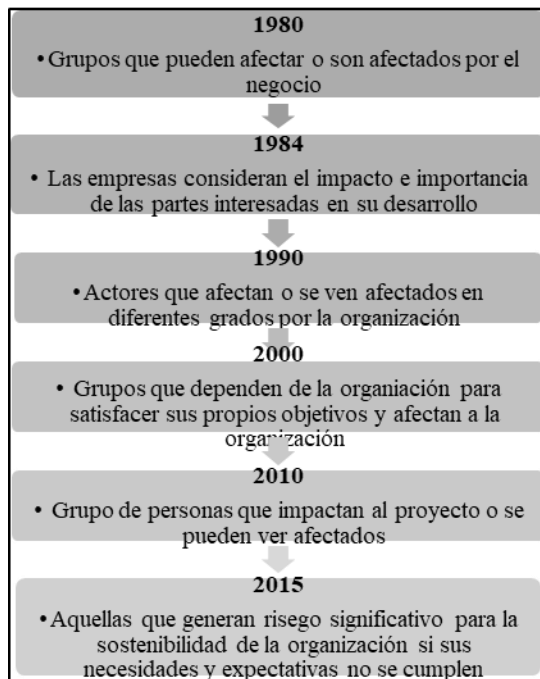 1980
•Grupos que pueden afectar o son afectados por el
negocio
1984
• Las empresas consideran el impacto e importancia
de las partes interesadas en su desarrollo
1990
•Actores que afectan o se ven afectados en
diferentes grados por la organización
2000
• Grupos que dependen de la organiación para
satisfacer sus propios objetivos y afectan a la
organización
2010
• Grupo de personas que impactan al proyecto o se
pueden ver afectados
2015
• Aquellas que generan risego significativo para la
sostenibilidad de la organización si sus
necesidades y expectativas no se cumplen